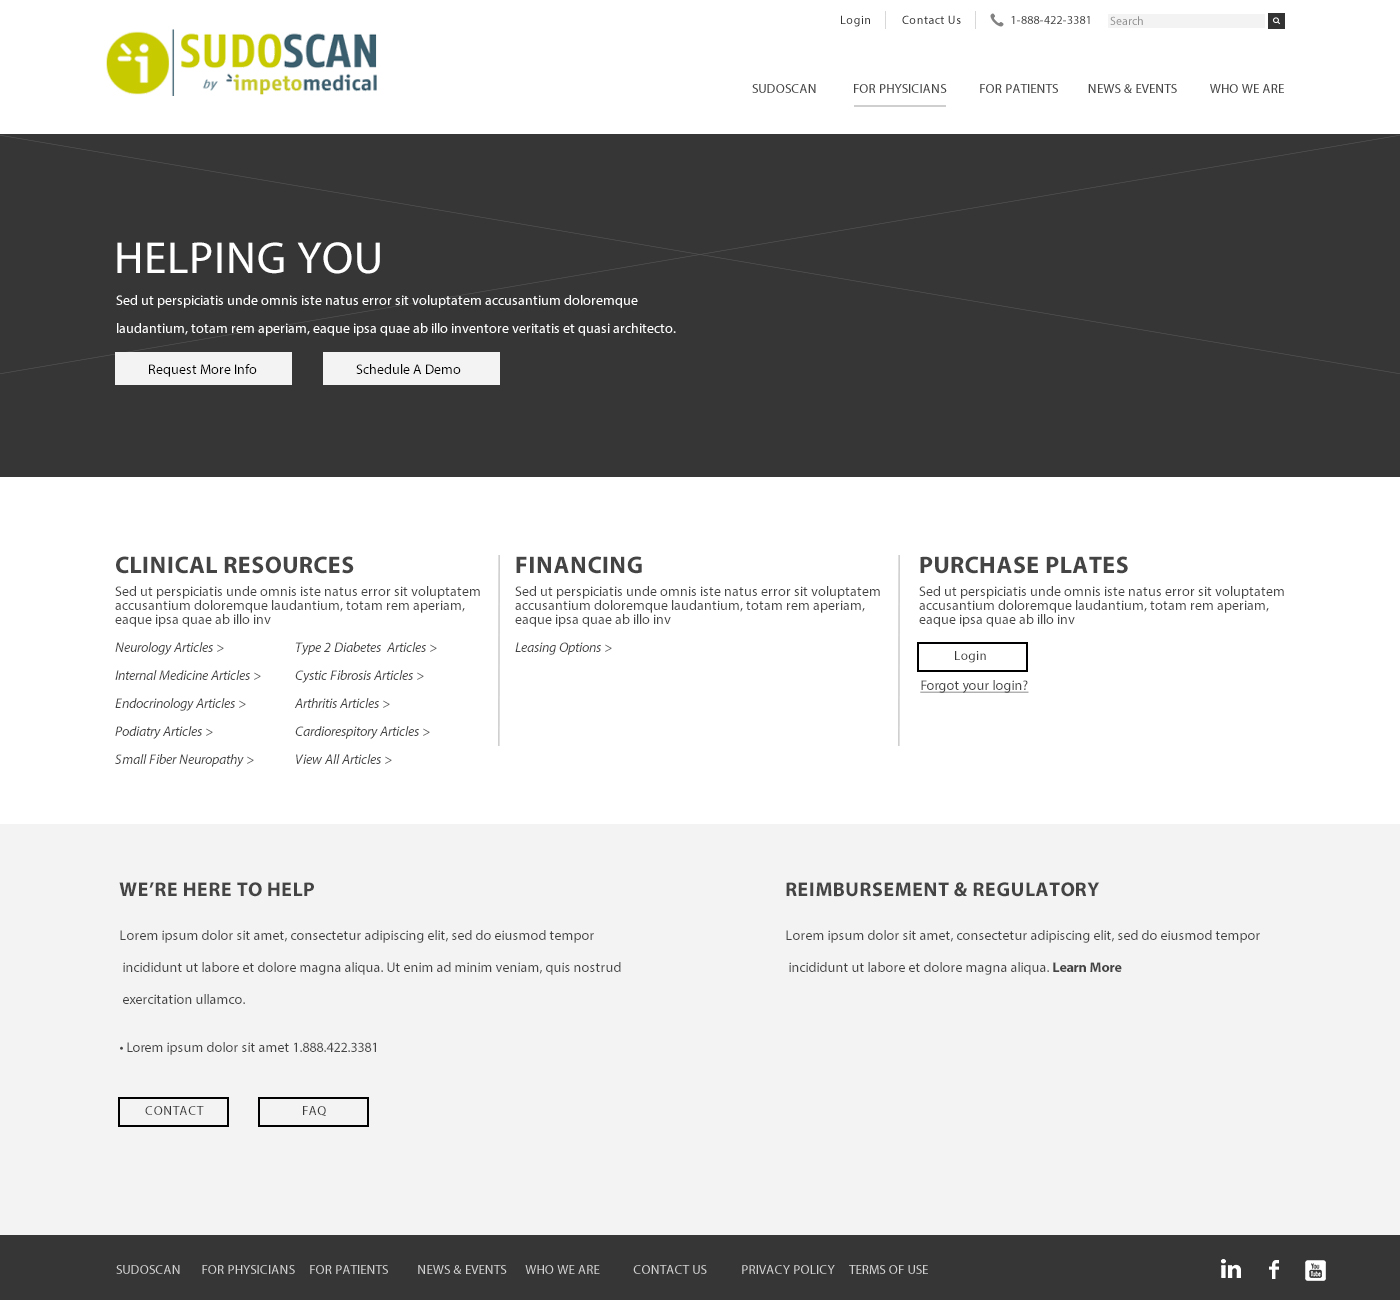 Login
Contact Us
1-888-422-3381
Search
SUDOSCAN
by impetomedical
SUDOSCAN
FOR PHYSICIANS
FOR PATIENTS
NEWS & EVENTS
WHO WE ARE
HELPING YOU
Sed ut perspiciatis unde omnis iste natus error sit voluptatem accusantium doloremque
laudantium, totam rem aperiam, eaque ipsa quae ab illo inventore veritatis et quasi architecto.
Request More Info
Schedule A Demo
CLINICAL RESOURCES
Sed ut perspiciatis unde omnis iste natus error sit voluptatem
accusantium doloremque laudantium, totam rem aperiam,
eaque ipsa quae ab illo inv
Neurology Articles >
Internal Medicine Articles >
Endocrinology Articles >
Podiatry Articles >
Small Fiber Neuropathy >
Type 2 Diabetes  Articles >
Cystic Fibrosis Articles >
Arthritis Articles >
Cardiorespitory Articles >
View All Articles >
FINANCING
Sed ut perspiciatis unde omnis iste natus error sit voluptatem
accusantium doloremque laudantium, totam rem aperiam,
eaque ipsa quae ab illo inv
Leasing Options >
PURCHASE PLATES
Sed ut perspiciatis unde omnis iste natus error sit voluptatem
accusantium doloremque laudantium, totam rem aperiam,
eaque ipsa quae ab illo inv
Login
Forgot your login?
WE’RE HERE TO HELP
Lorem ipsum dolor sit amet, consectetur adipiscing elit, sed do eiusmod tempor
incididunt ut labore et dolore magna aliqua. Ut enim ad minim veniam, quis nostrud
exercitation ullamco.
• Lorem ipsum dolor sit amet 1.888.422.3381
CONTACT
FAQ
REIMBURSEMENT & REGULATORY
Lorem ipsum dolor sit amet, consectetur adipiscing elit, sed do eiusmod tempor
incididunt ut labore et dolore magna aliqua. Learn More
SUDOSCAN
FOR PHYSICIANS
FOR PATIENTS
NEWS & EVENTS
WHO WE ARE
CONTACT US
PRIVACY POLICY
TERMS OF USE
in
f
You
Tube